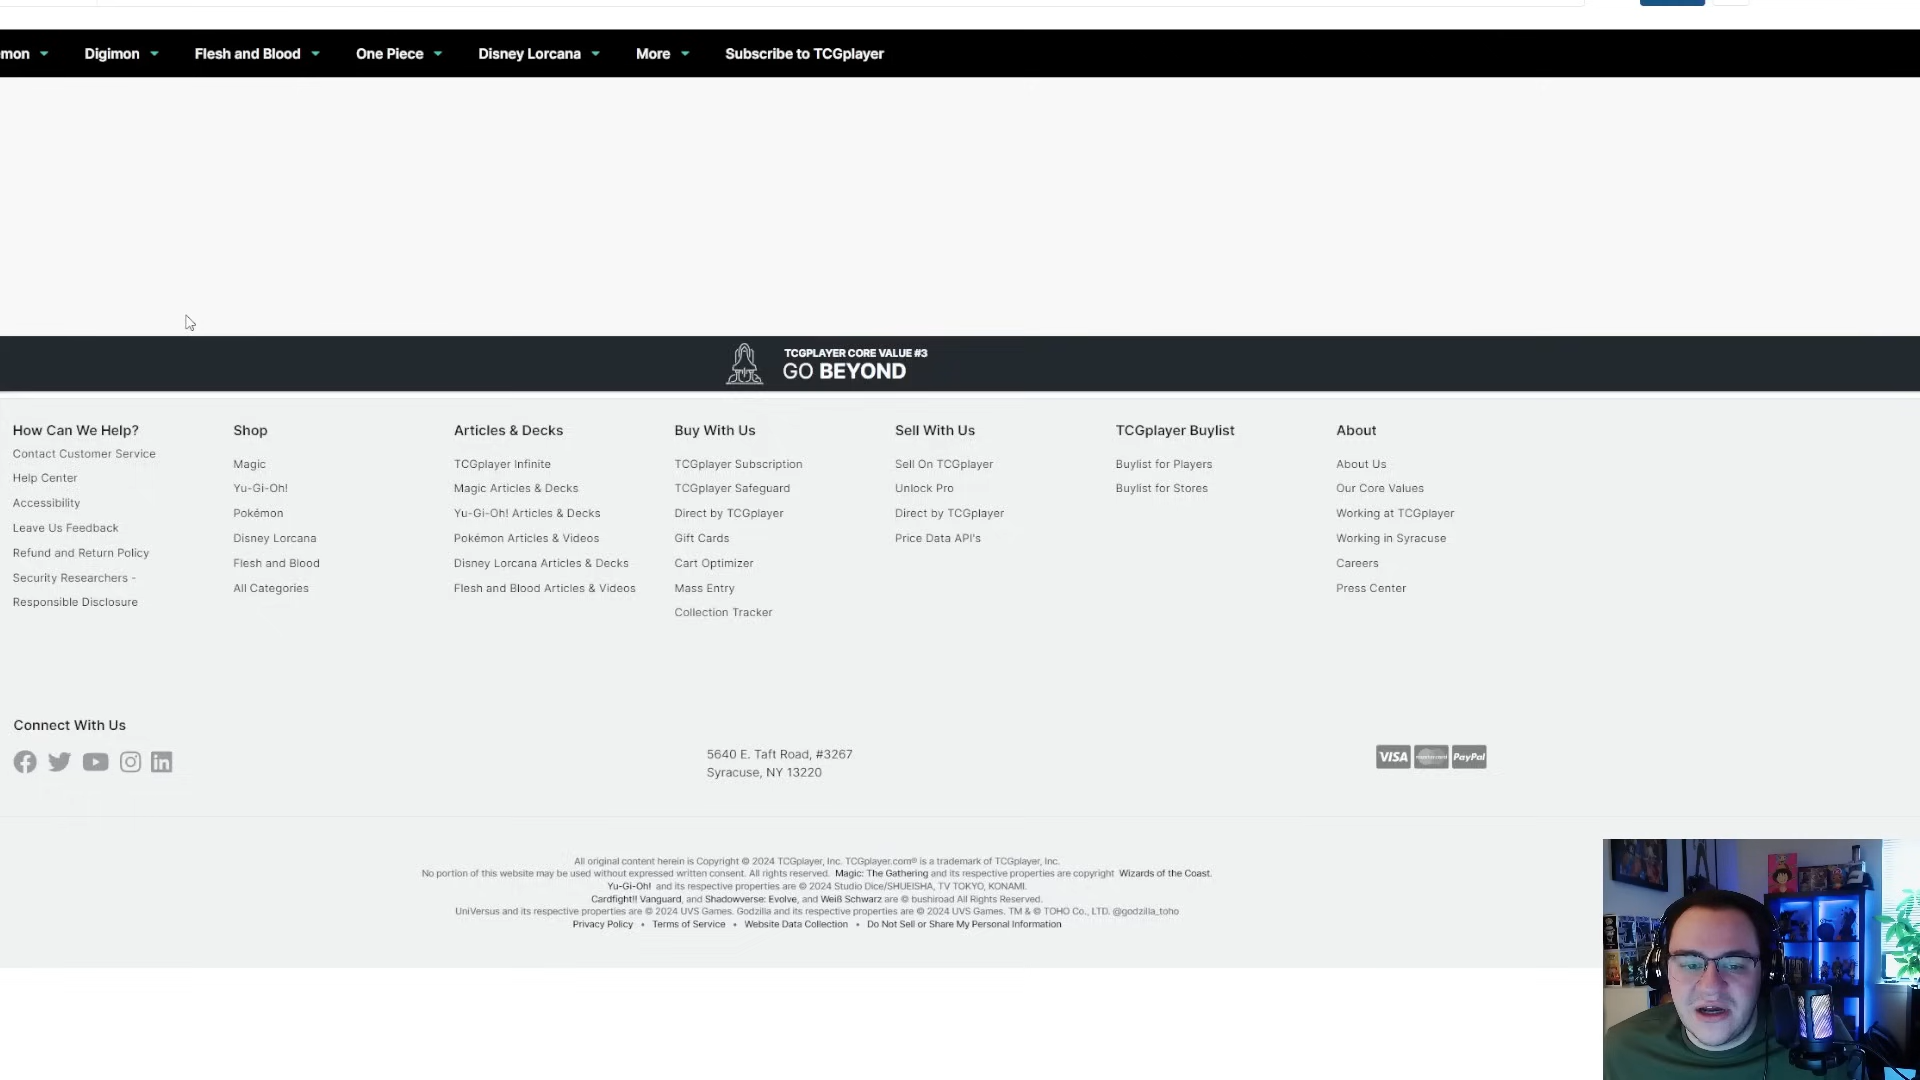 mon Digimon Flesh and Blood One Piece Disney Lorcana More Subscribe to TCGplayer
TCGPLAYER CORE VALUE #3
GO BEYOND
How Can We Help?
Contact Customer Service
Help Center
Accessibility
Leave Us Feedback
Refund and Return Policy
Security Researchers -
Responsible Disclosure
Shop
Magic
Yu-Gi-Oh!
Pokémon
Disney Lorcana
Flesh and Blood
All Categories
Articles & Decks
TCGplayer Infinite
Magic Articles & Decks
Yu-Gi-Oh! Articles & Decks
Pokémon Articles & Videos
Disney Lorcana Articles & Decks
Flesh and Blood Articles & Videos
Buy With Us
TCGplayer Subscription
TCGplayer Safeguard
Direct by TCGplayer
Gift Cards
Cart Optimizer
Mass Entry
Collection Tracker
Sell With Us
Sell On TCGplayer
Unlock Pro
Direct by TCGplayer
Price Data API's
TCGplayer Buylist
Buylist for Players
Buylist for Stores
About
About Us
Our Core Values
Working at TCGplayer
Working in Syracuse
Careers
Press Center
Connect With Us
5640 E. Taft Road, #3267
Syracuse, NY 13220
VISA
PayPal
All original content herein is Copyright © 2024 TCGplayer, Inc. TCGplayer.com® is a trademark of TCGplayer, Inc.
No portion of this website may be used without expressed written consent. All rights reserved. Magic: The Gathering and its respective properties are copyright Wizards of the Coast.
Yu-Gi-Oh! and its respective properties are © 2024 Studio Dice/SHUEISHA, TV TOKYO, KONAMI.
Cardfight!! Vanguard, and Shadowverse: Evolve, and Weiß Schwarz are © bushiroad All Rights Reserved.
UniVersus and its respective properties are © 2024 UVS Games. Godzilla and its respective properties are © 2024 UVS Games. TM & © TOHO Co., LTD. @godzilla_toho
Privacy Policy • Terms of Service • Website Data Collection • Do Not Sell or Share My Personal Information